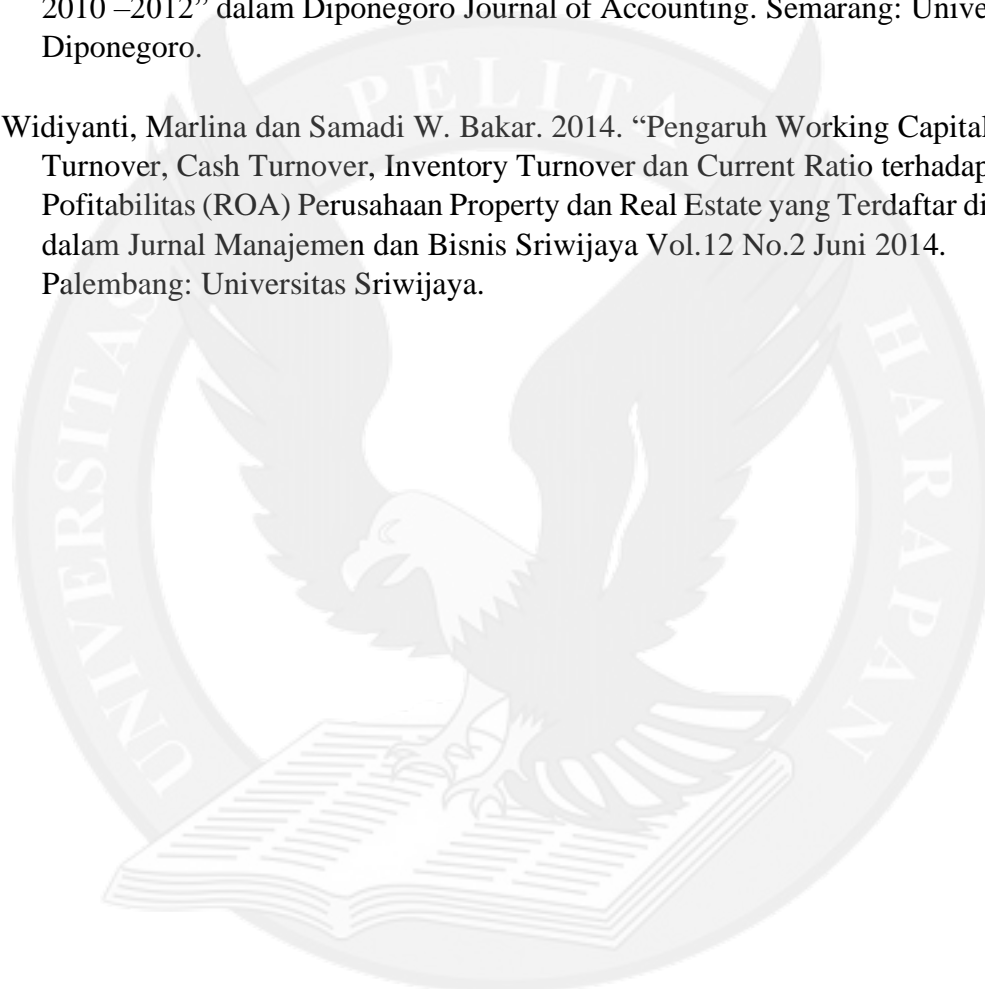 2010 –2012” dalam Diponegoro Journal of Accounting. Semarang:
Diponegoro.
Widiyanti, Marlina dan Samadi W. Bakar. 2014. “Pengaruh Working Capital
Turnover, Cash Turnover, Inventory Turnover dan Current Ratio terhadap
Pofitabilitas (ROA) Perusahaan Property dan Real Estate yang Terdaftar di
dalam Jurnal Manajemen dan Bisnis Sriwijaya Vol.12 No.2 Juni 2014.
Palembang: Universitas Sriwijaya.
UNIVERSITAS PELITA HARAPAN